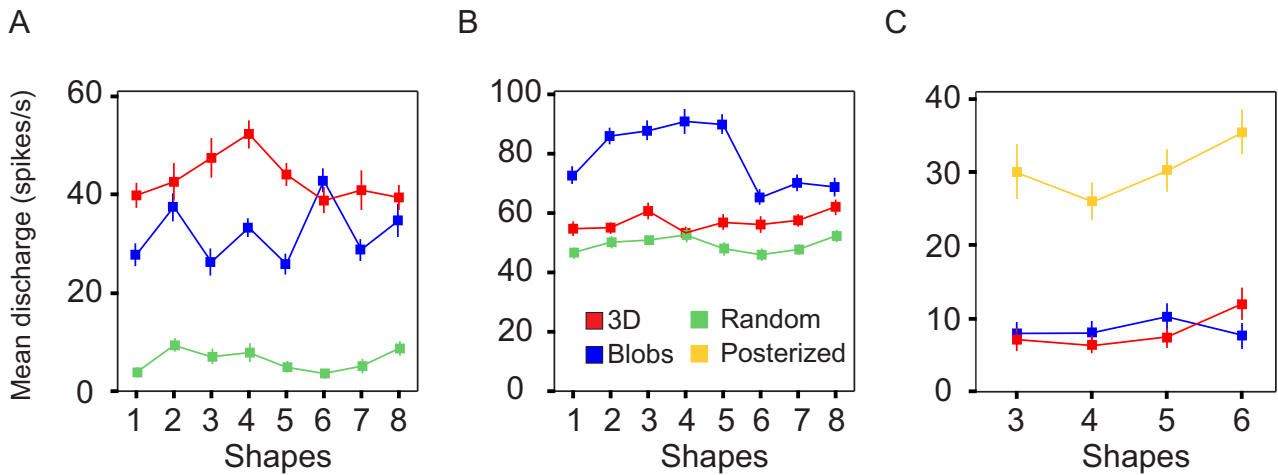 A
B
C
Mean discharge (spikes/s)
60
40
20
0
1 2 3 4 5 6 7 8
Shapes
100
80
60
40
20
0
3D
Random
Blobs
Posterized
1 2 3 4 5 6 7 8
Shapes
40
30
20
10
0
3 4 5 6
Shapes